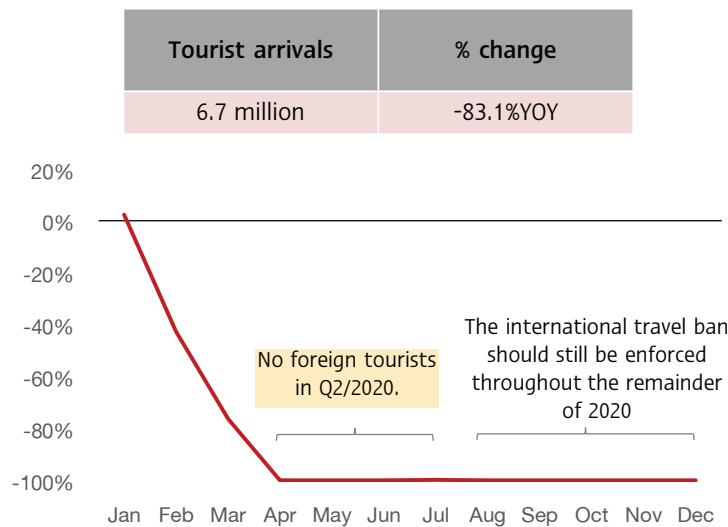 Tourist arrivals % change
6.7 million -83.1%YOY
20%
0%
-20%
-40%
-60%
-80%
-100%
No foreign tourists
in Q2/2020.
The international travel ban
should still be enforced
throughout the remainder
of 2020
Jan Feb Mar Apr May Jun Jul Aug Sep Oct Nov Dec